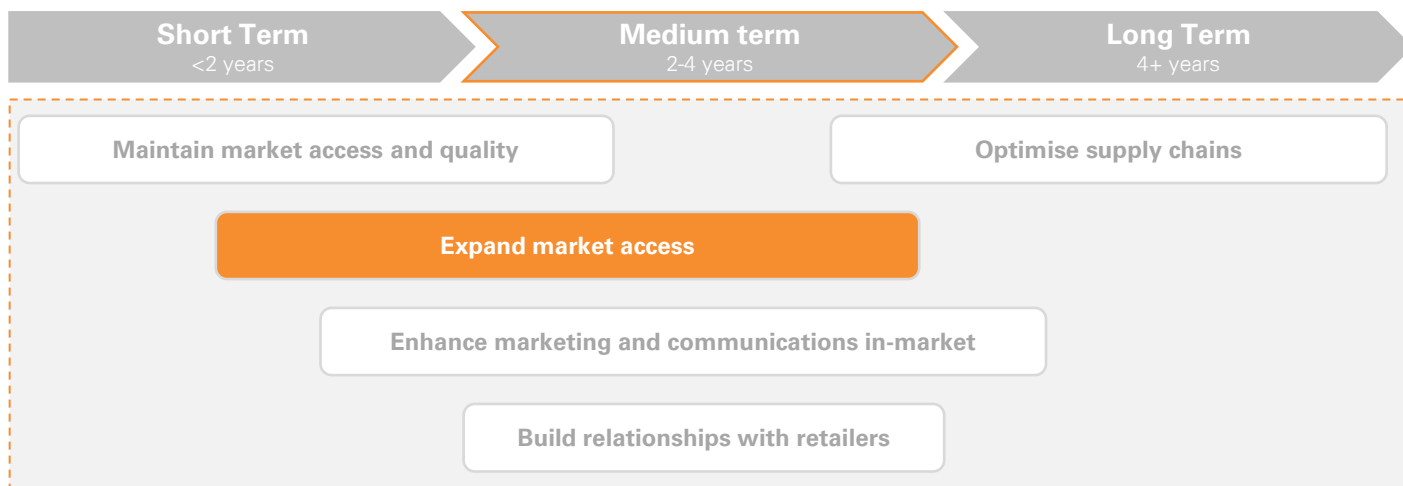 Short Term
<2 years
Medium term
2-4 years
Long Term
4+ years
Maintain market access and quality
Optimise supply chains
Expand market access
Enhance marketing and communications in-market
Build relationships with retailers